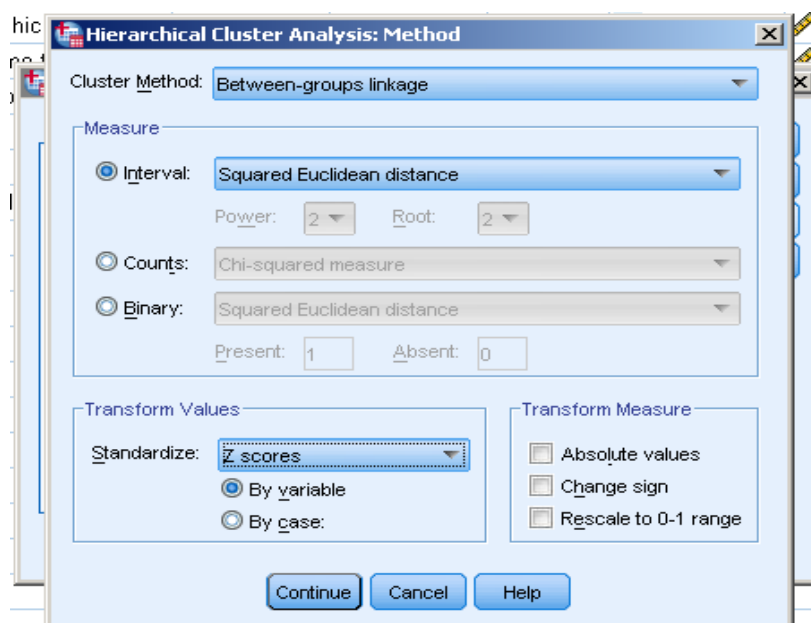 hic
Hierarchical Cluster Analysis: Method
Cluster Method: Between-groups linkage
Measure
Interval: Squared Euclidean distance
Power: 2 Root: 2
Counts: Chi-squared measure
Binary: Squared Euclidean distance
Present: 1 Absent: 0
Transform Values
Standardize: Z scores
By variable
By case:
Transform Measure
Absolute values
Change sign
Rescale to 0-1 range
Continue Cancel Help